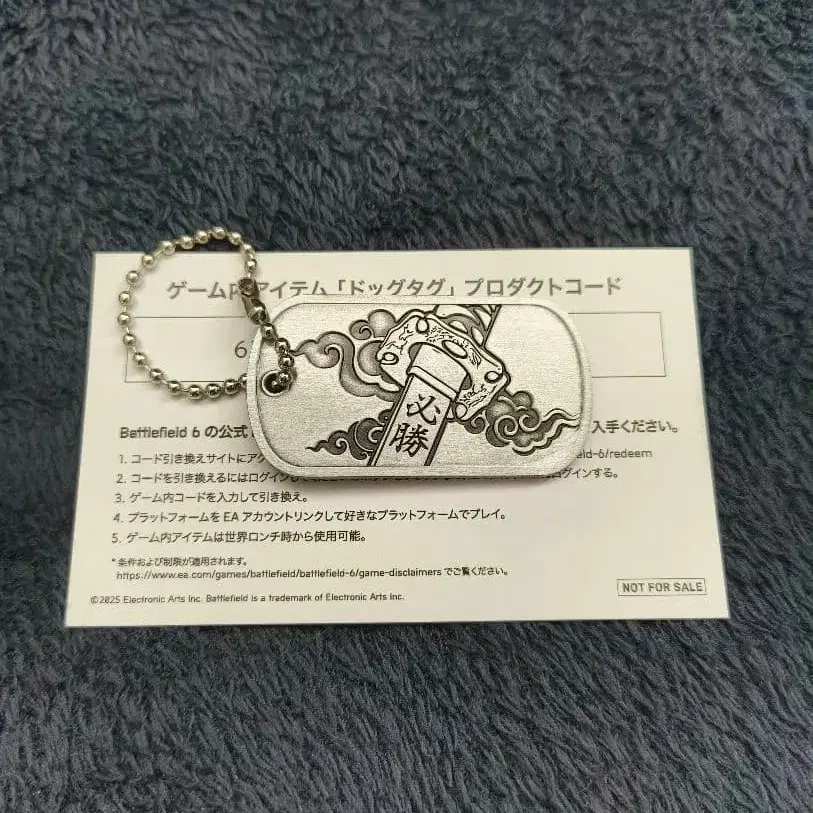 ゲーム内アイテム「ドッグタグ」プロダクトコード
6
必勝
Battlefield 6 の公式 入手ください。
1. コード引き換えサイトにアク eld-6/redeem
2. コードを引き換えるにはログイン ログインする。
3. ゲーム内コードを入力して引き換え。
4. プラットフォームをEAアカウントリンクして好きなプラットフォームでプレイ。
5. ゲーム内アイテムは世界ロンチ時から使用可能。
* 条件および制限が適用されます。
https://www.ea.com/games/battlefield/battlefield-6/game-disclaimers でご覧ください。
©2025 Electronic Arts Inc. Battlefield is a trademark of Electronic Arts Inc.
NOT FOR SALE